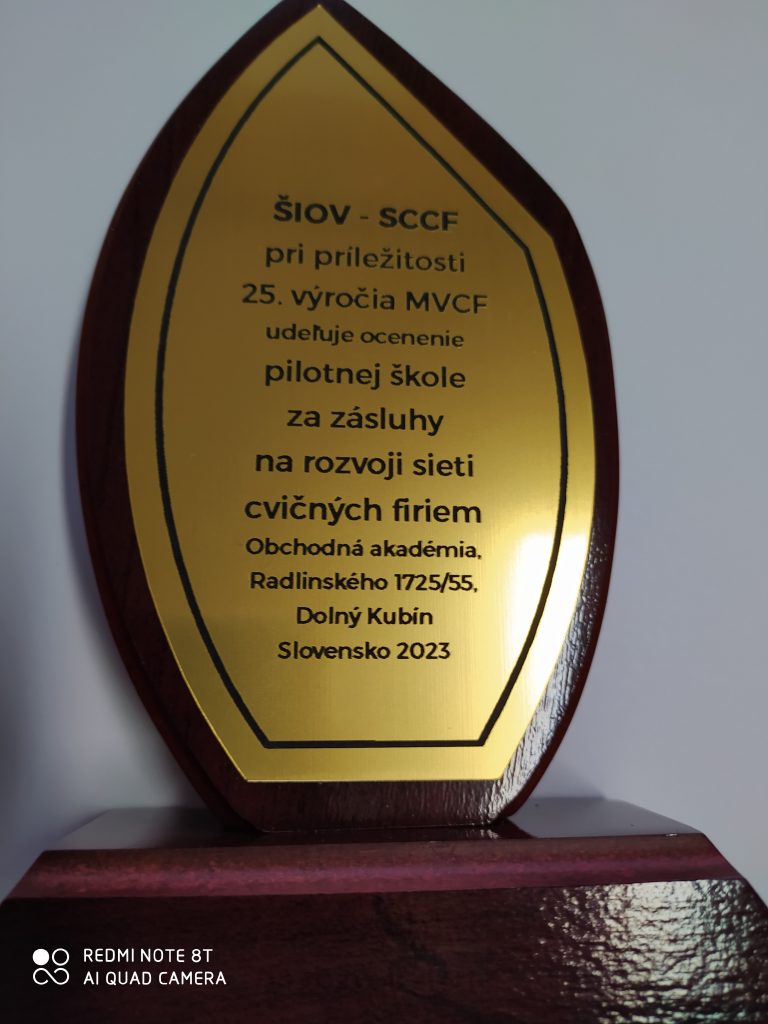 ŠIOV - SCCF
pri príležitosti
25. výročia MVCF
udeľuje ocenenie
pilotnej škole
za zásluhy
na rozvoji sieti
cvičných firiem
Obchodná akadémia,
Radlinského 1725/55,
Dolný Kubín
Slovensko 2023
REDMI NOTE 8T
AI QUAD CAMERA